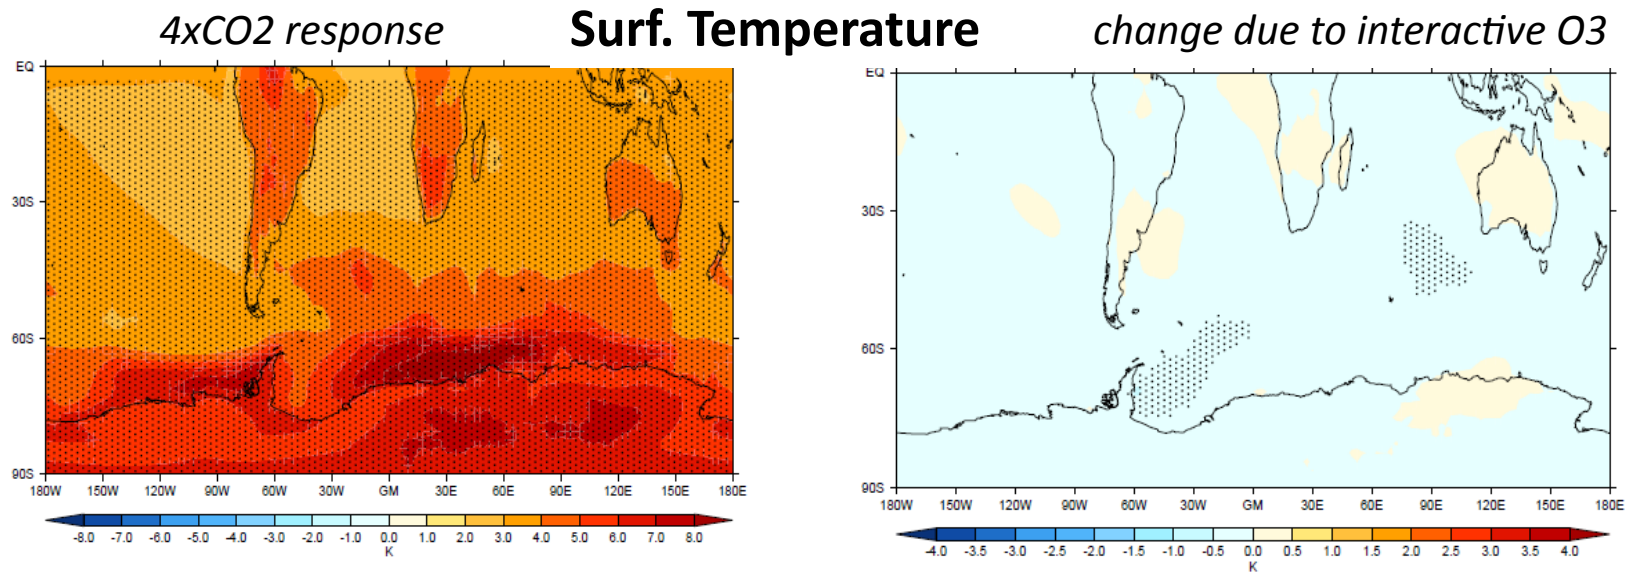 4xCO2 response
Surf. Temperature
change due to interactive O3
EQ
30S
60S
90S
180W 150W 120W 90W 60W 30W GM 30E 60E 90E 120E 150E 180E
-8.0 -7.0 -6.0 -5.0 -4.0 -3.0 -2.0 -1.0 0.0 1.0 2.0 3.0 4.0 5.0 6.0 7.0 8.0
K
EQ
30S
60S
90S
180W 150W 120W 90W 60W 30W GM 30E 60E 90E 120E 150E 180E
-4.0 -3.5 -3.0 -2.5 -2.0 -1.5 -1.0 -0.5 0.0 0.5 1.0 1.5 2.0 2.5 3.0 3.5 4.0
K